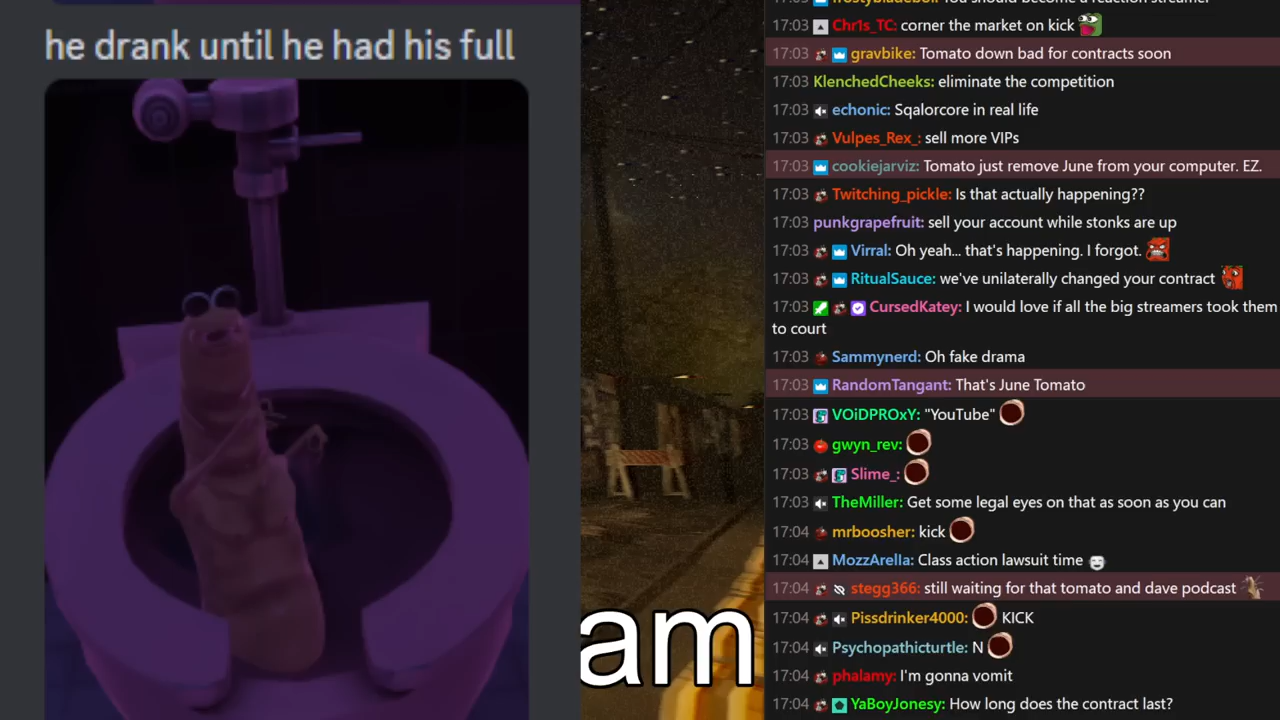 he drank until he had his full
am
17:03 Chr1s_TC: corner the market on kick
17:03 gravbike: Tomato down bad for contracts soon
17:03 KlenchedCheeks: eliminate the competition
17:03 echonic: Sqalorcore in real life
17:03 Vulpes_Rex_: sell more VIPs
17:03 cookiejarviz: Tomato just remove June from your computer. EZ.
17:03 Twitching_pickle: Is that actually happening??
17:03 punkgrapefruit: sell your account while stonks are up
17:03 Virral: Oh yeah... that's happening. I forgot.
17:03 RitualSauce: we've unilaterally changed your contract
17:03 CursedKatey: I would love if all the big streamers took them
to court
17:03 Sammynerd: Oh fake drama
17:03 RandomTangant: That's June Tomato
17:03 VOiDPROxY: "YouTube"
17:03 gwyn_rev:
17:03 Slime_:
17:03 TheMiller: Get some legal eyes on that as soon as you can
17:04 mrboosher: kick
17:04 MozzArella: Class action lawsuit time
17:04 stegg366: still waiting for that tomato and dave podcast
17:04 Pissdrinker4000: KICK
17:04 Psychopathicturtle: N
17:04 phalamy: I'm gonna vomit
17:04 YaBoyJonesy: How long does the contract last?